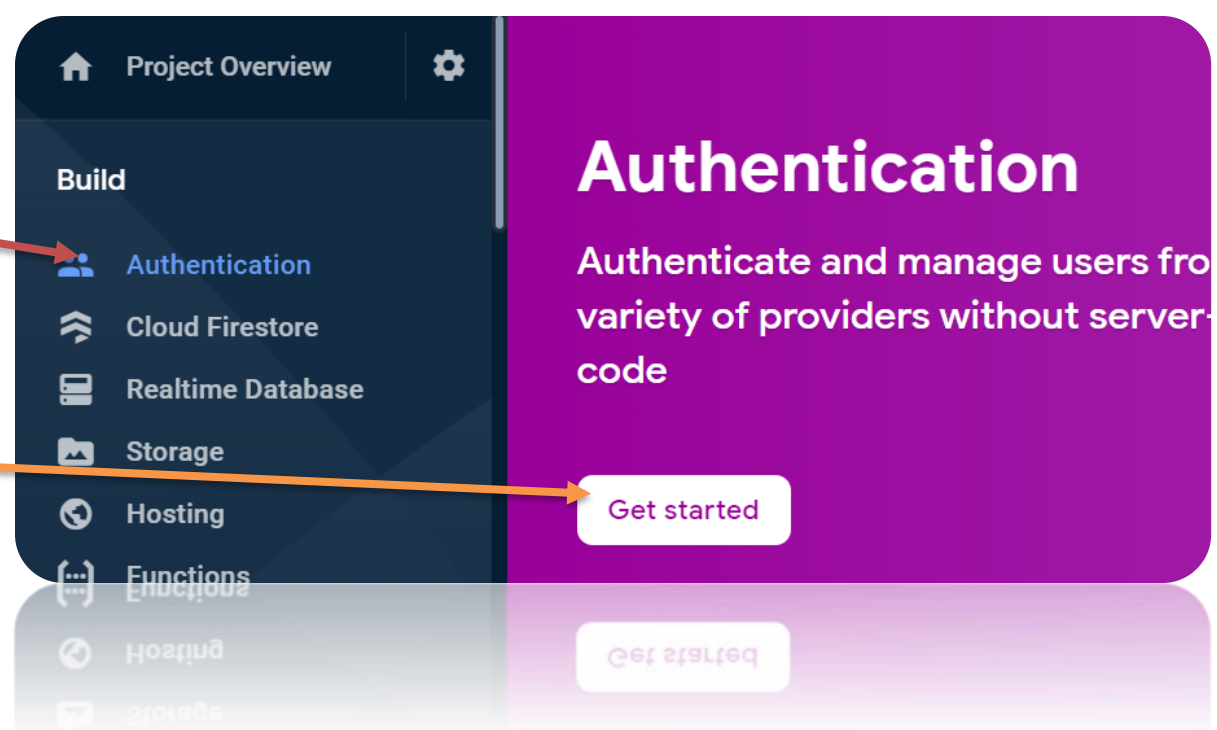 Project Overview
Build
Authentication
Cloud Firestore
Realtime Database
Storage
Hosting
Functions
Authentication
Authenticate and manage users fro
variety of providers without server-
code
Get started